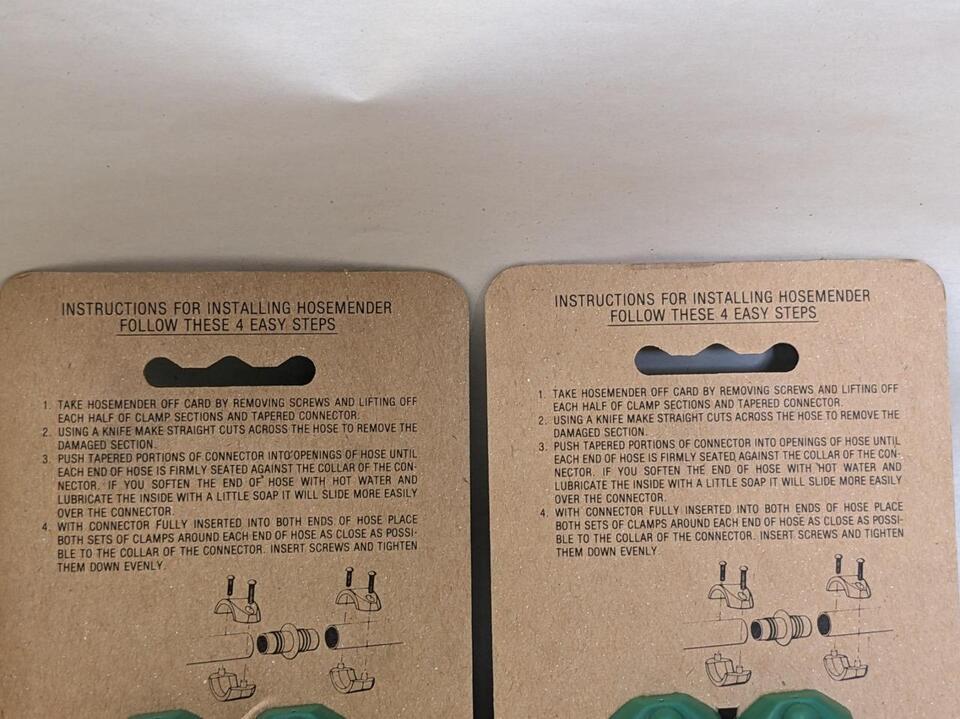 INSTRUCTIONS FOR INSTALLING HOSEMENDER
FOLLOW THESE 4 EASY STEPS
1. TAKE HOSEMENDER OFF CARD BY REMOVING SCREWS AND LIFTING OFF
EACH HALF OF CLAMP SECTIONS AND TAPERED CONNECTOR.
2. USING A KNIFE MAKE STRAIGHT CUTS ACROSS THE HOSE TO REMOVE THE
DAMAGED SECTION.
3. PUSH TAPERED PORTIONS OF CONNECTOR INTO OPENINGS OF HOSE UNTIL
EACH END OF HOSE IS FIRMLY SEATED AGAINST THE COLLAR OF THE CON-
NECTOR. IF YOU SOFTEN THE END OF HOSE WITH HOT WATER AND
LUBRICATE THE INSIDE WITH A LITTLE SOAP IT WILL SLIDE MORE EASILY
OVER THE CONNECTOR.
4. WITH CONNECTOR FULLY INSERTED INTO BOTH ENDS OF HOSE PLACE
BOTH SETS OF CLAMPS AROUND EACH END OF HOSE AS CLOSE AS POSSI-
BLE TO THE COLLAR OF THE CONNECTOR. INSERT SCREWS AND TIGHTEN
THEM DOWN EVENLY.
INSTRUCTIONS FOR INSTALLING HOSEMENDER
FOLLOW THESE 4 EASY STEPS
1. TAKE HOSEMENDER OFF CARD BY REMOVING SCREWS AND LIFTING OFF
EACH HALF OF CLAMP SECTIONS AND TAPERED CONNECTOR.
2. USING A KNIFE MAKE STRAIGHT CUTS ACROSS THE HOSE TO REMOVE THE
DAMAGED SECTION.
3. PUSH TAPERED PORTIONS OF CONNECTOR INTO OPENINGS OF HOSE UNTIL
EACH END OF HOSE IS FIRMLY SEATED AGAINST THE COLLAR OF THE CON-
NECTOR. IF YOU SOFTEN THE END OF HOSE WITH HOT WATER AND
LUBRICATE THE INSIDE WITH A LITTLE SOAP IT WILL SLIDE MORE EASILY
OVER THE CONNECTOR.
4. WITH CONNECTOR FULLY INSERTED INTO BOTH ENDS OF HOSE PLACE
BOTH SETS OF CLAMPS AROUND EACH END OF HOSE AS CLOSE AS POSSI-
BLE TO THE COLLAR OF THE CONNECTOR. INSERT SCREWS AND TIGHTEN
THEM DOWN EVENLY.